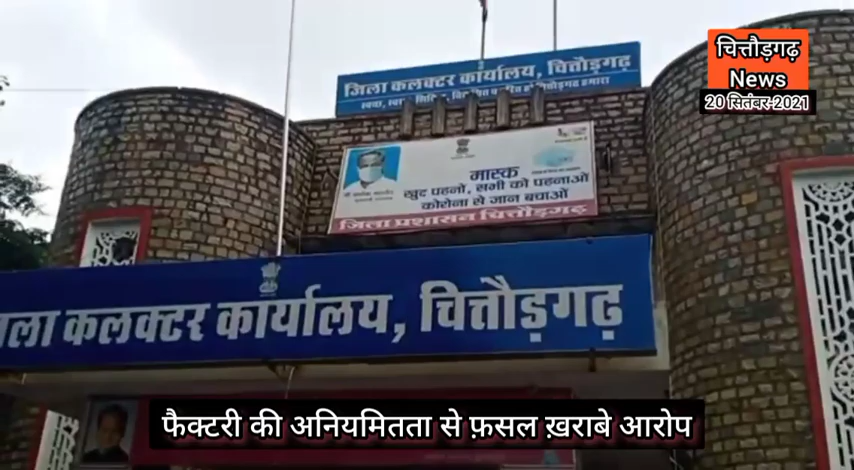 चित्तौड़गढ़
News
20 सितंबर 2021
जिला कलक्टर कार्यालय, चित्तौड़गढ़
मास्क
खुद पहनो, सभी को पहनाओ
कोरोना से जान बचाओ
जिला प्रशासन चित्तौड़गढ़
जिला कलक्टर कार्यालय, चित्तौड़गढ़
फैक्टरी की अनियमितता से फ़सल ख़राबे आरोप